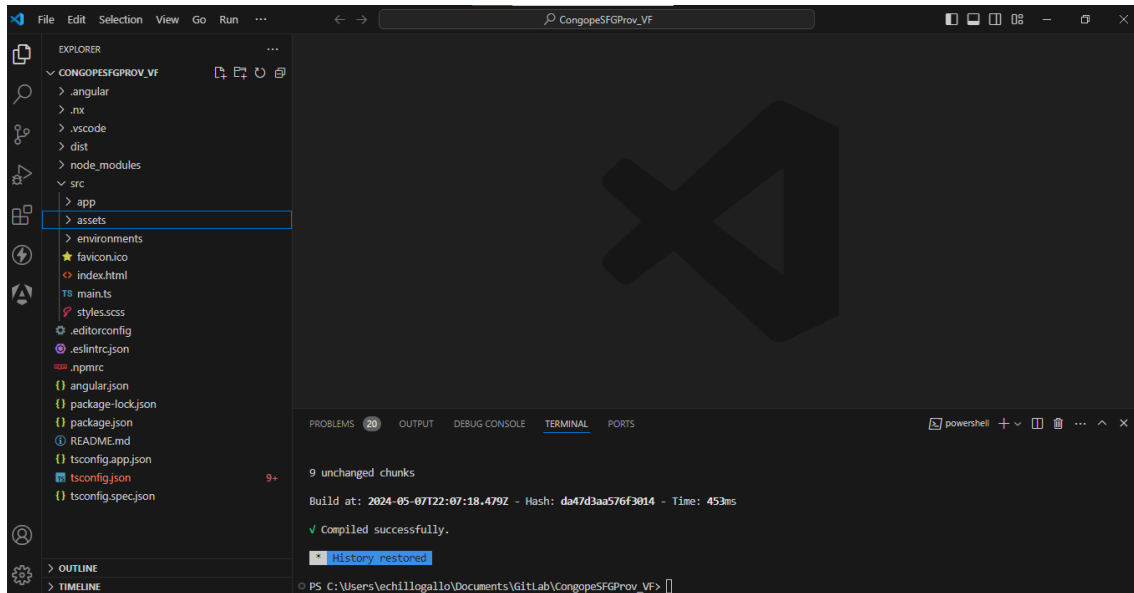 File Edit Selection View Go Run ···
CongopeSFGProv_VF
EXPLORER ···
CONGOPESFGPROV_VF
.angular
.nx
.vscode
dist
node_modules
src
app
assets
environments
favicon.ico
<> index.html
TS main.ts
styles.scss
.editorconfig
.eslintrc.json
.npmrc
{} angular.json
{} package-lock.json
{} package.json
README.md
{} tsconfig.app.json
tsconfig.json 9+
{} tsconfig.spec.json
OUTLINE
TIMELINE
PROBLEMS 20 OUTPUT DEBUG CONSOLE TERMINAL PORTS
powershell
9 unchanged chunks
Build at: 2024-05-07T22:07:18.479Z - Hash: da47d3aa576f3014 - Time: 453ms
√ Compiled successfully.
* History restored
PS C:\Users\echillogallo\Documents\GitLab\CongopeSFGProv_VF>